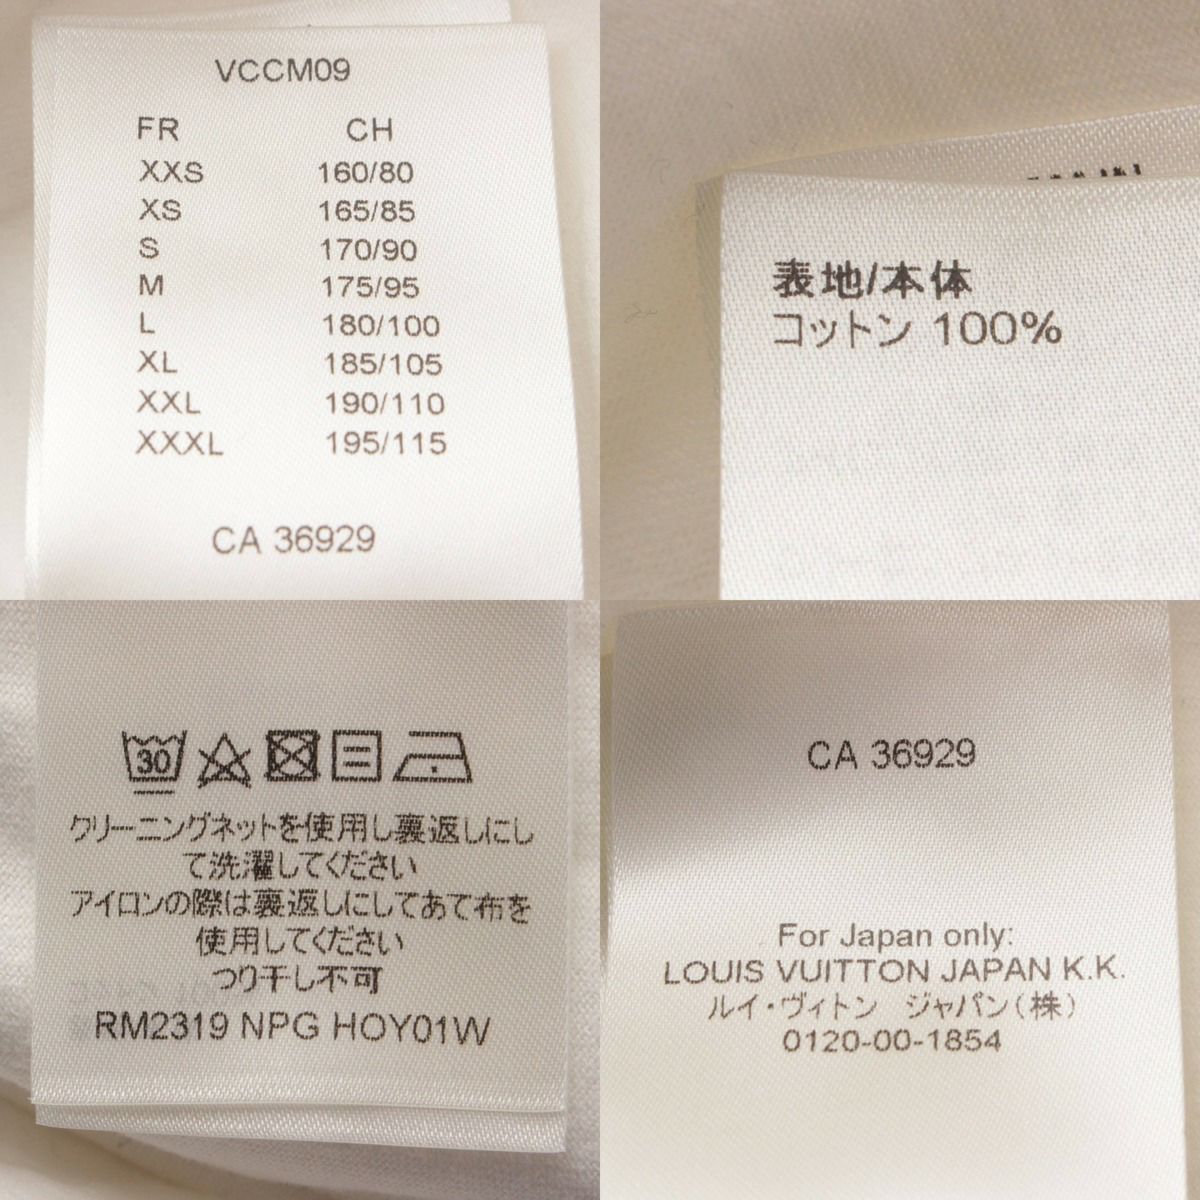 VCCM09
FR CH
XXS 160/80
XS 165/85
S 170/90
M 175/95
L 180/100
XL 185/105
XXL 190/110
XXXL 195/115
CA 36929
表地/本体
コットン 100%
30
クリーニングネットを使用し裏返しにし
て洗濯してください
アイロンの際は裏返しにしてあて布を
使用してください
つり干し不可
RM2319 NPG HOY01W
CA 36929
For Japan only:
LOUIS VUITTON JAPAN K.K.
ルイ・ヴィトン ジャパン(株)
0120-00-1854